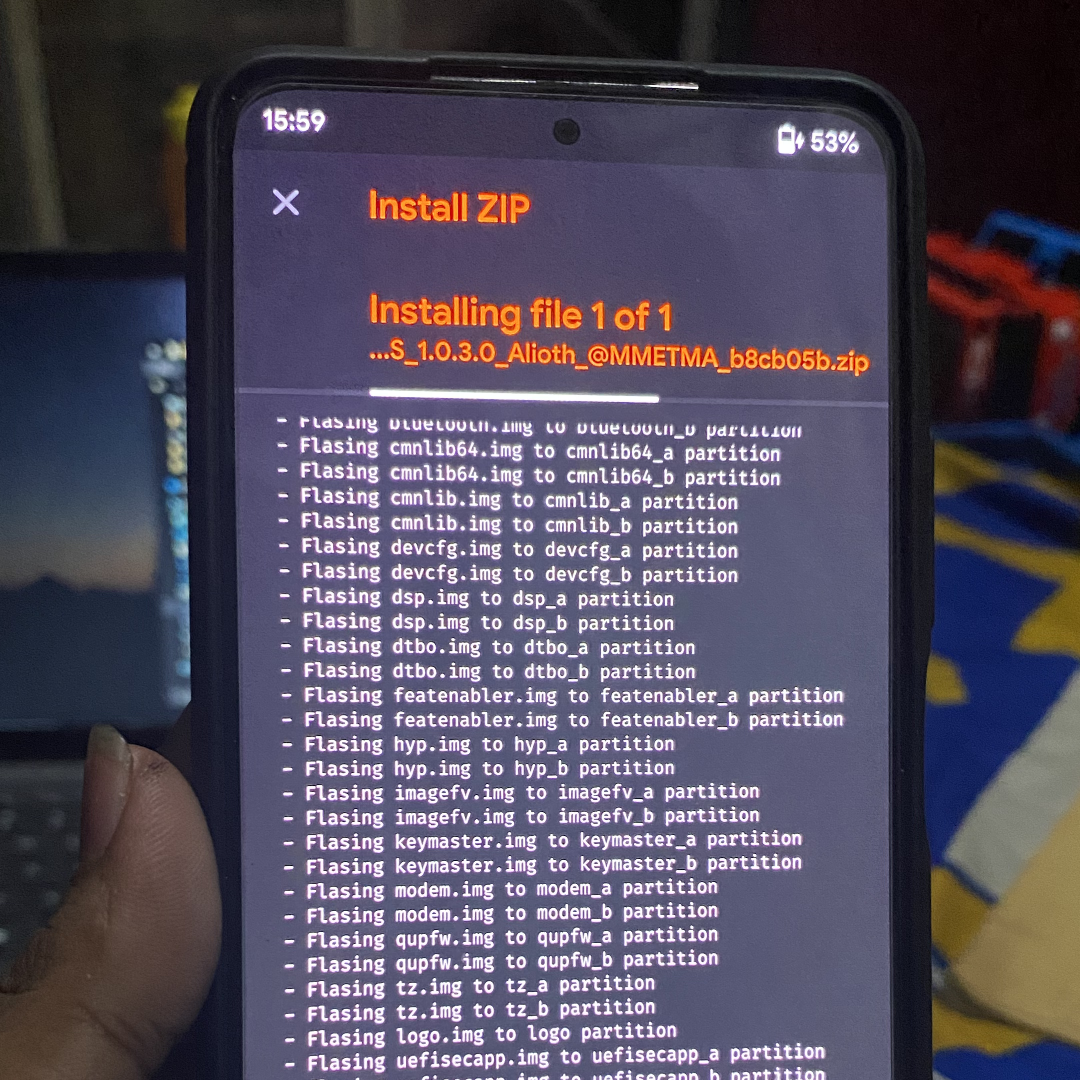 15:59
53%
Install ZIP
Installing file 1 of 1
...S_1.0.3.0_Alioth_@MMETMA_b8cb05b.zip
- Flasing bluetooth.img to bluetooth_b partition
- Flasing cmnlib64.img to cmnlib64_a partition
- Flasing cmnlib64.img to cmnlib64_b partition
- Flasing cmnlib.img to cmnlib_a partition
- Flasing cmnlib.img to cmnlib_b partition
- Flasing devcfg.img to devcfg_a partition
- Flasing devcfg.img to devcfg_b partition
- Flasing dsp.img to dsp_a partition
- Flasing dsp.img to dsp_b partition
- Flasing dtbo.img to dtbo_a partition
- Flasing dtbo.img to dtbo_b partition
- Flasing featenabler.img to featenabler_a partition
- Flasing featenabler.img to featenabler_b partition
- Flasing hyp.img to hyp_a partition
- Flasing hyp.img to hyp_b partition
- Flasing imagefv.img to imagefv_a partition
- Flasing imagefv.img to imagefv_b partition
- Flasing keymaster.img to keymaster_a partition
- Flasing keymaster.img to keymaster_b partition
- Flasing modem.img to modem_a partition
- Flasing modem.img to modem_b partition
- Flasing qupfw.img to qupfw_a partition
- Flasing qupfw.img to qupfw_b partition
- Flasing tz.img to tz_a partition
- Flasing tz.img to tz_b partition
- Flasing logo.img to logo partition
- Flasing uefisecapp.img to uefisecapp_a partition
- Flasing uefisecapp.img to uefisecapp_b partition